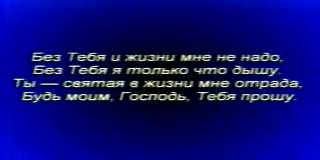 Без Тебя и жизни мне не надо,
Без Тебя я только что дышу.
Ты — святая в жизни мне отрада,
Будь моим, Господь, Тебя прошу.